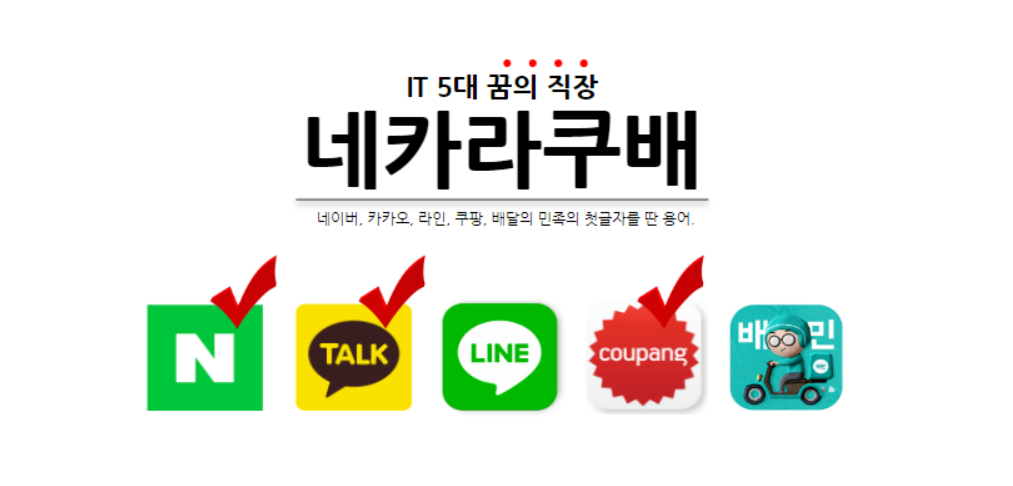 IT 5대 꿈의 직장
네카라쿠배
네이버, 카카오, 라인, 쿠팡, 배달의 민족의 첫글자를 딴 용어.
N TALK LINE coupang 배민